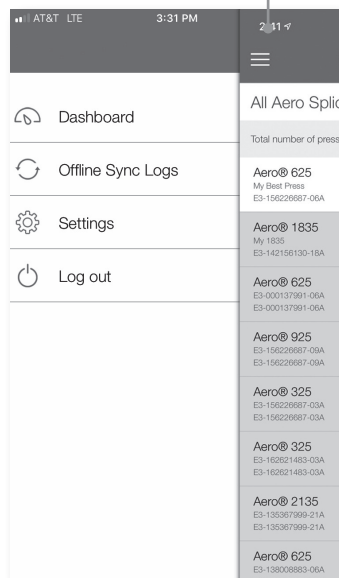 AT&T LTE 3:31 PM
Dashboard
Offline Sync Logs
Settings
Log out
2:41
All Aero Splic
Total number of press
Aero® 625
My Best Press
E3-156226687-06A
Aero® 1835
My 1835
E3-142156130-18A
Aero® 625
E3-000137991-06A
E3-000137991-06A
Aero® 925
E3-156226687-09A
E3-156226687-09A
Aero® 325
E3-156226687-03A
E3-156226687-03A
Aero® 325
E3-162621483-03A
E3-162621483-03A
Aero® 2135
E3-135367999-21A
E3-135367999-21A
Aero® 625
E3-138008883-06A